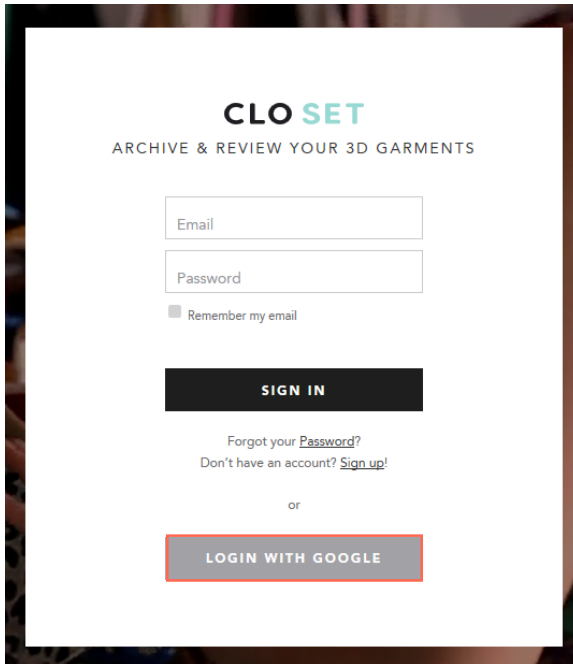 CLO SET
ARCHIVE & REVIEW YOUR 3D GARMENTS
Email
Password
Remember my email
SIGN IN
Forgot your Password?
Don't have an account? Sign up!
or
LOGIN WITH GOOGLE